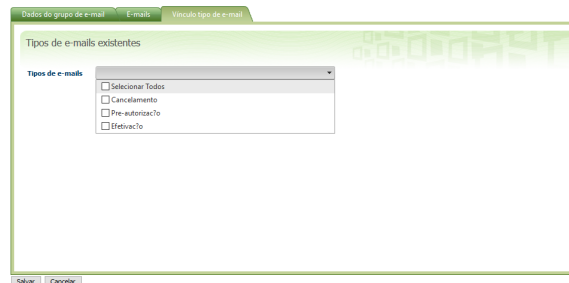 Dados do grupo de e-mail E-mails Vínculo tipo de e-mail
Tipos de e-mails existentes
Tipos de e-mails
Selecionar Todos
Cancelamento
Pre-autorizac?o
Efetivac?o
Salvar Cancelar